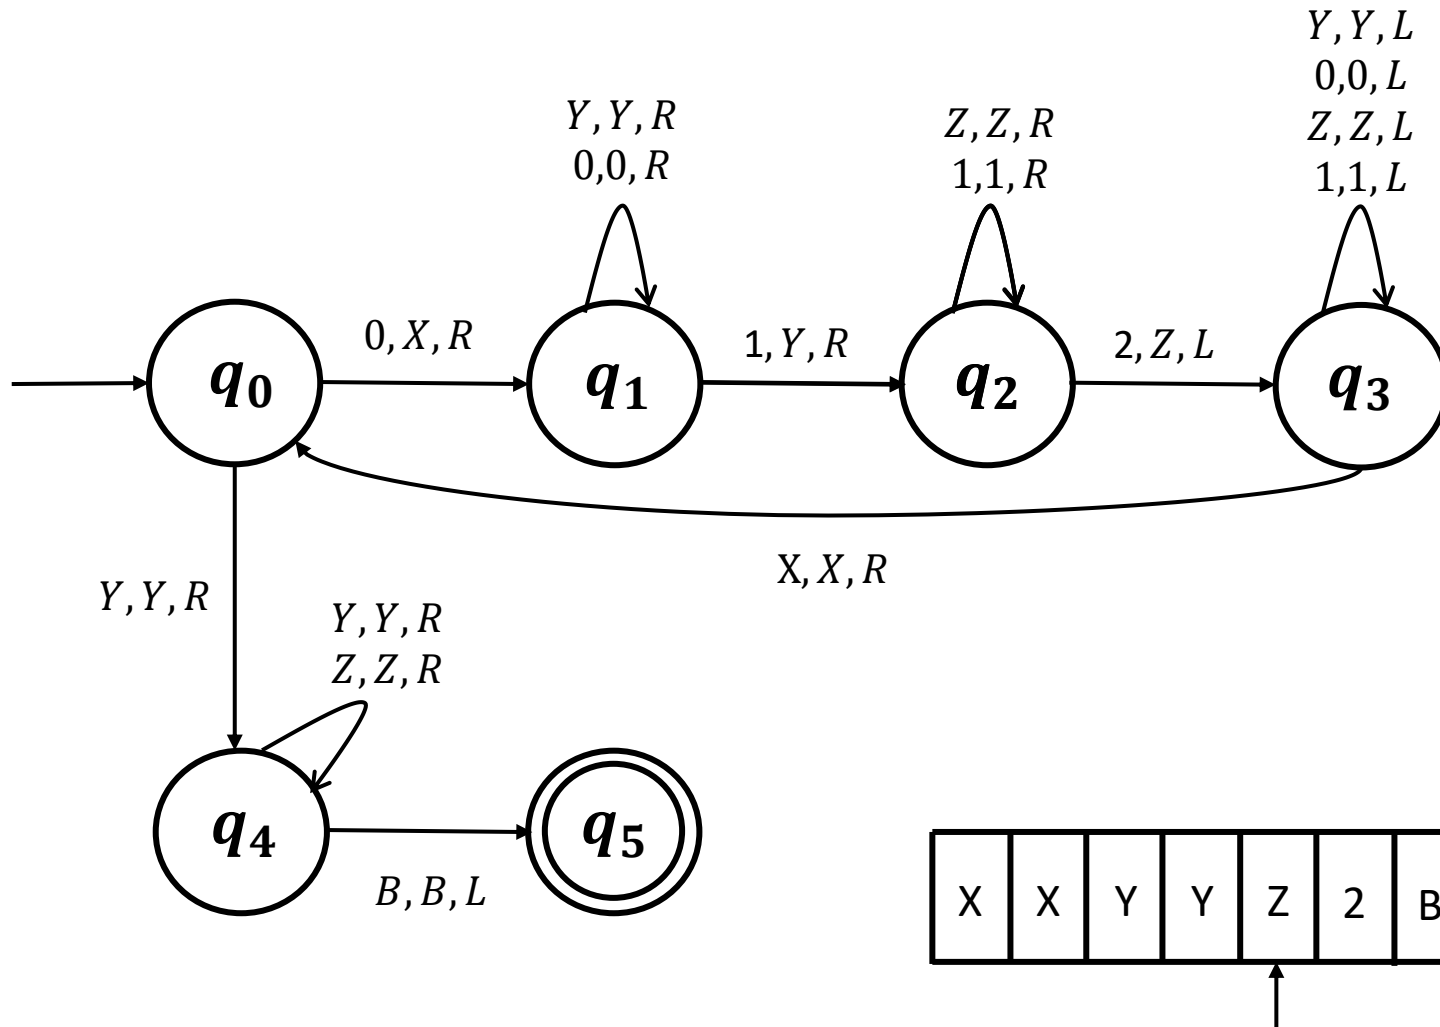 Y, Y, L
0,0, L
Z, Z, L
1,1, L
Y, Y, R
0,0, R
Z, Z, R
1,1, R
0, X, R
1, Y, R
2, Z, L
q0
q1
q2
q3
X, X, R
Y, Y, R
Y, Y, R
Z, Z, R
q4
q5
B, B, L
X X Y Y Z 2 B